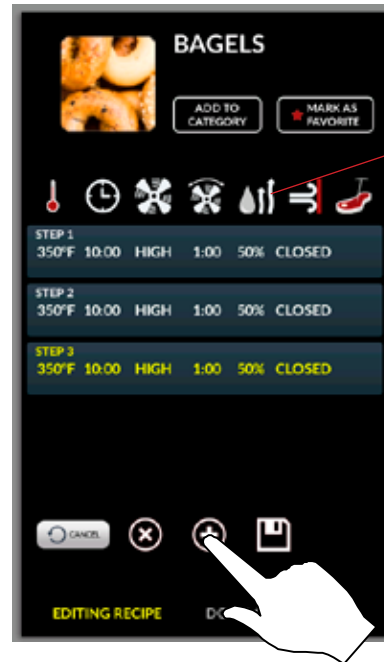 BAGELS
ADD TO
CATEGORY
MARK AS
FAVORITE
STEP 1
350°F 10:00 HIGH 1:00 50% CLOSED
STEP 2
350°F 10:00 HIGH 1:00 50% CLOSED
STEP 3
350°F 10:00 HIGH 1:00 50% CLOSED
CANCEL
EDITING RECIPE